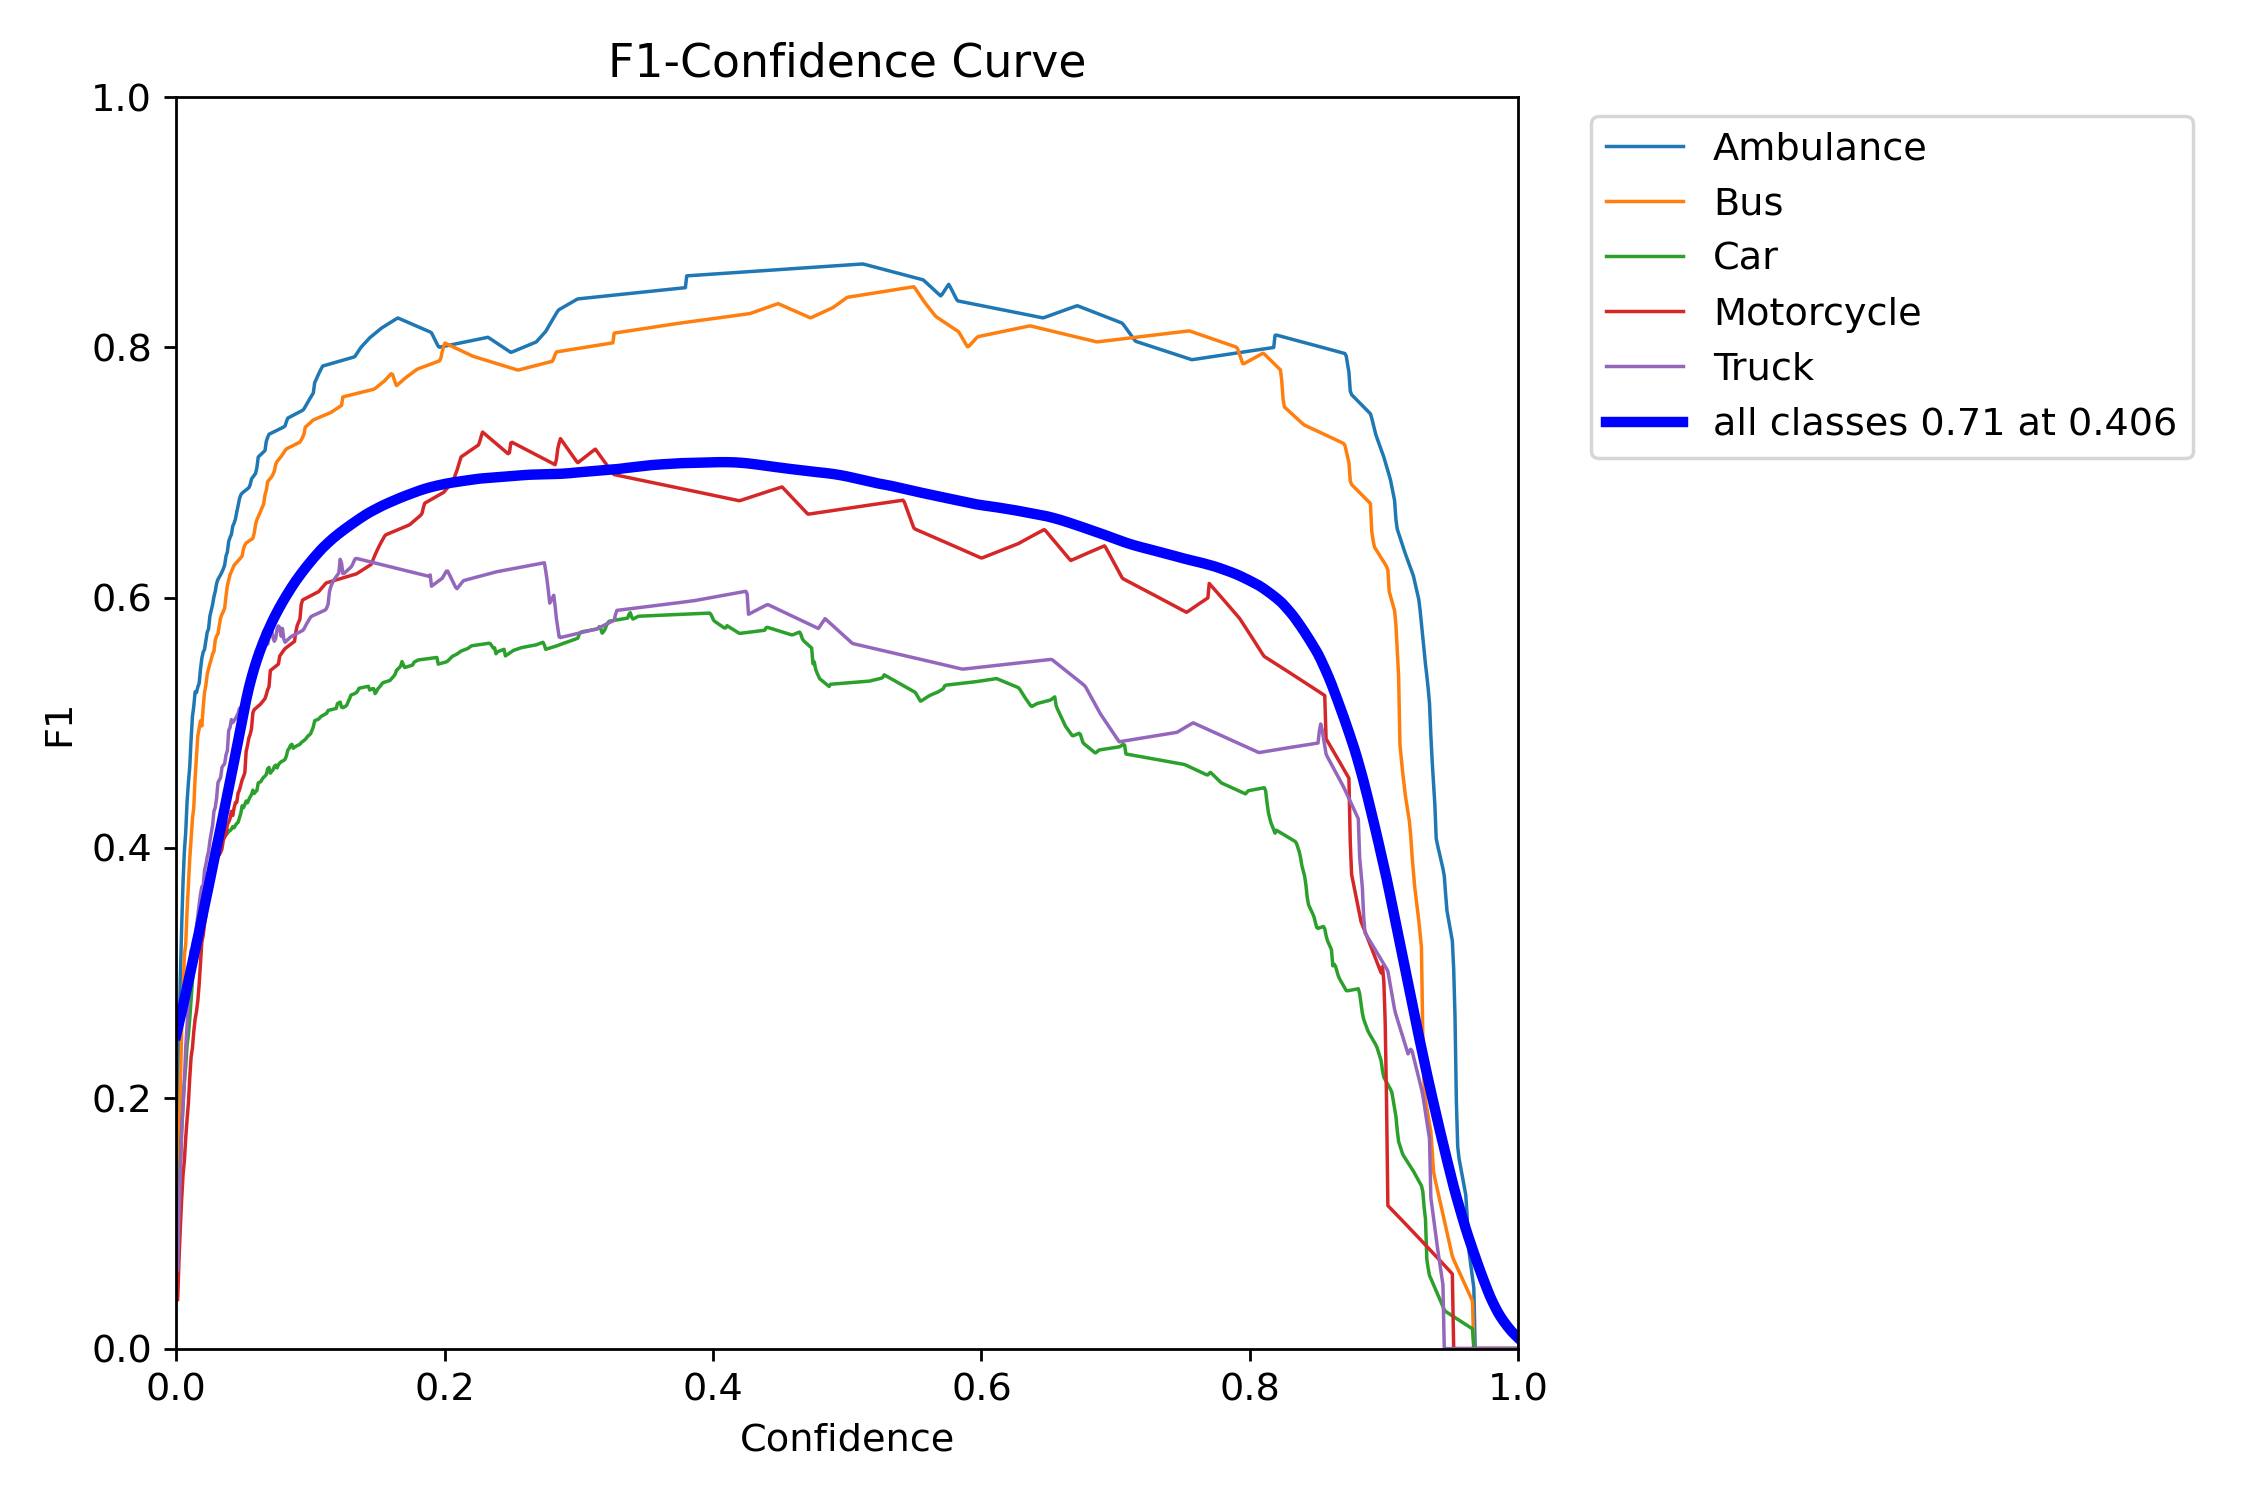 F1-Confidence Curve
1.0
0.8
0.6
0.4
0.2
0.0
F1
0.0 0.2 0.4 0.6 0.8 1.0
Confidence
Ambulance
Bus
Car
Motorcycle
Truck
all classes 0.71 at 0.406